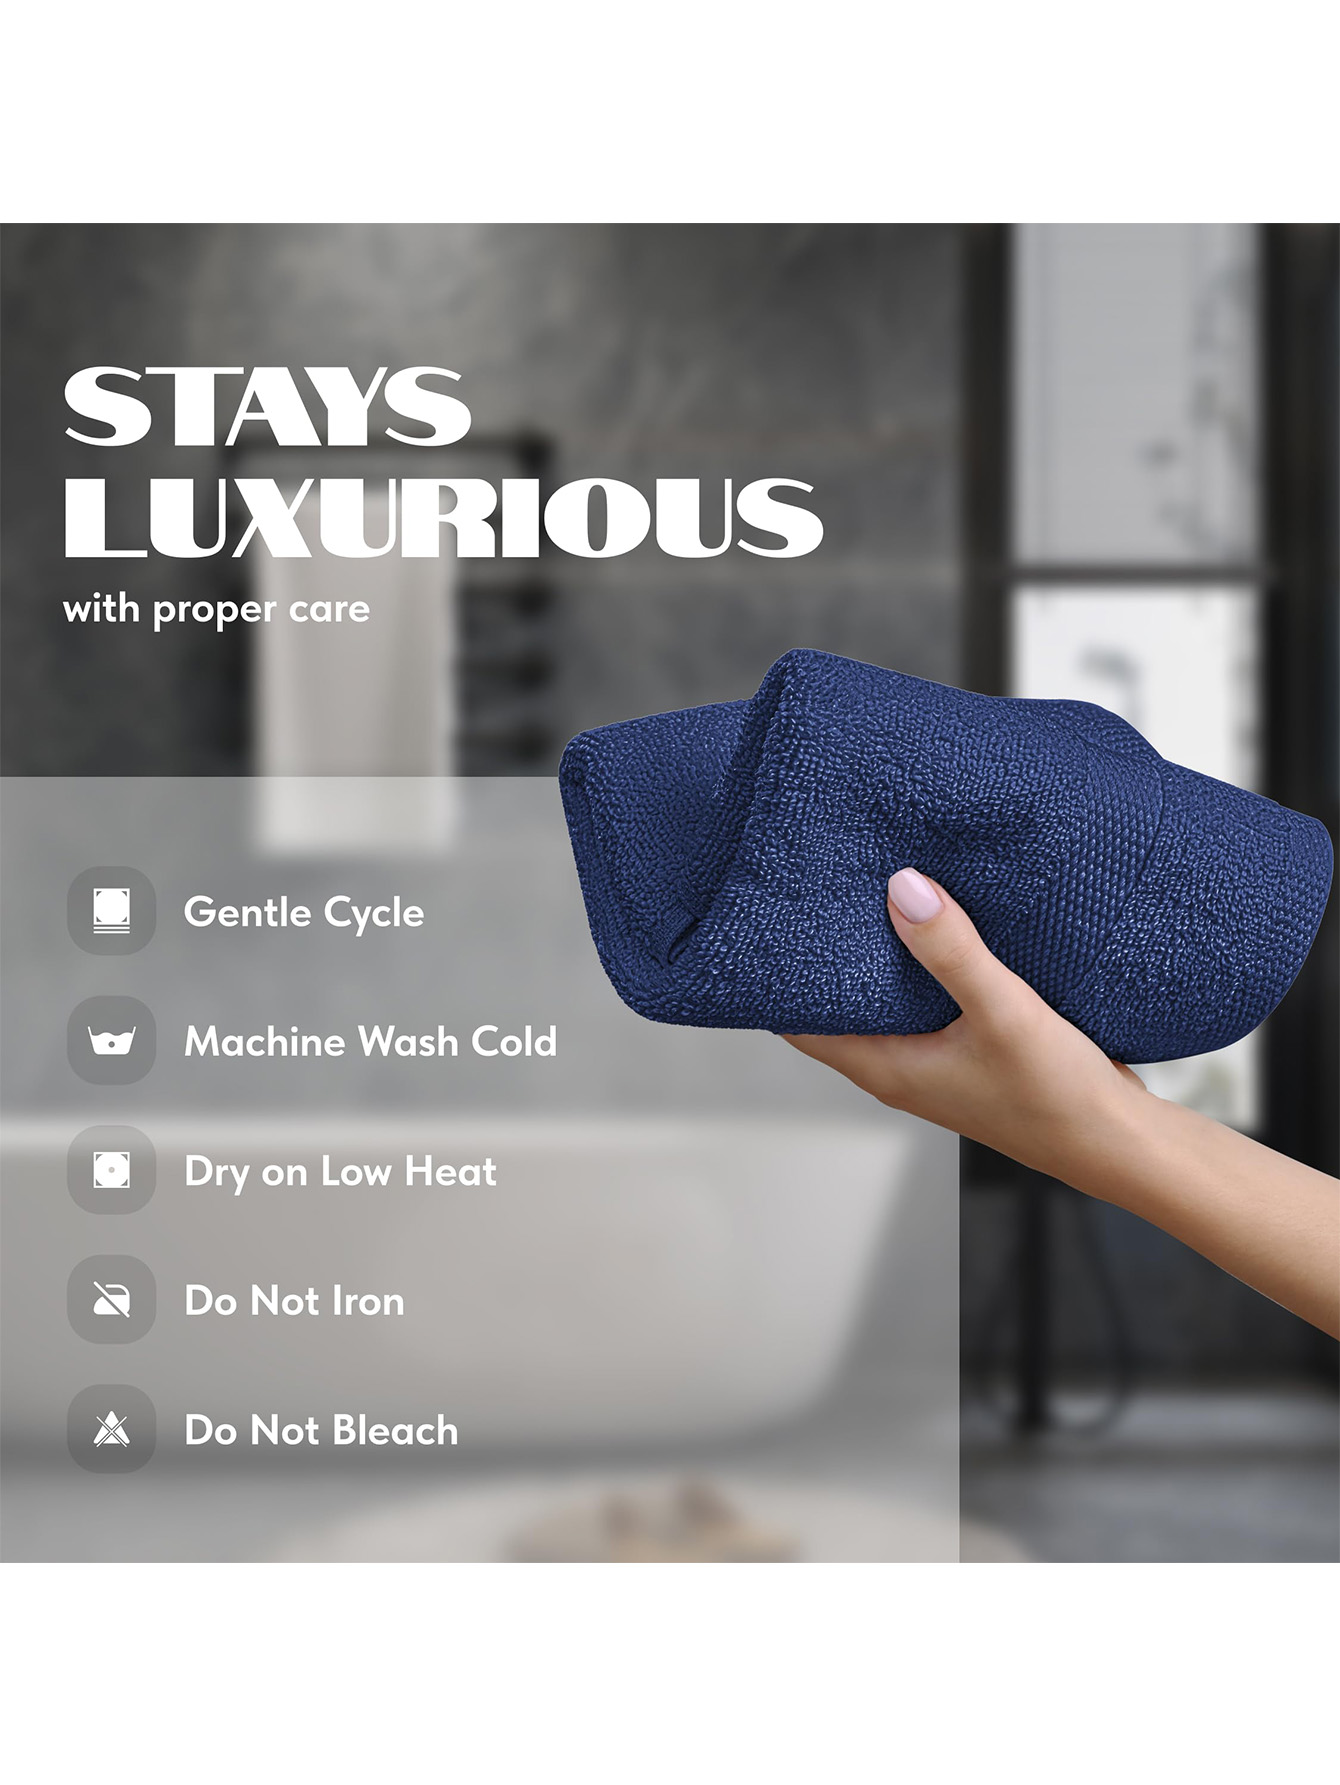 STAYS
LUXURIOUS
with proper care
Gentle Cycle
Machine Wash Cold
Dry on Low Heat
Do Not Iron
Do Not Bleach